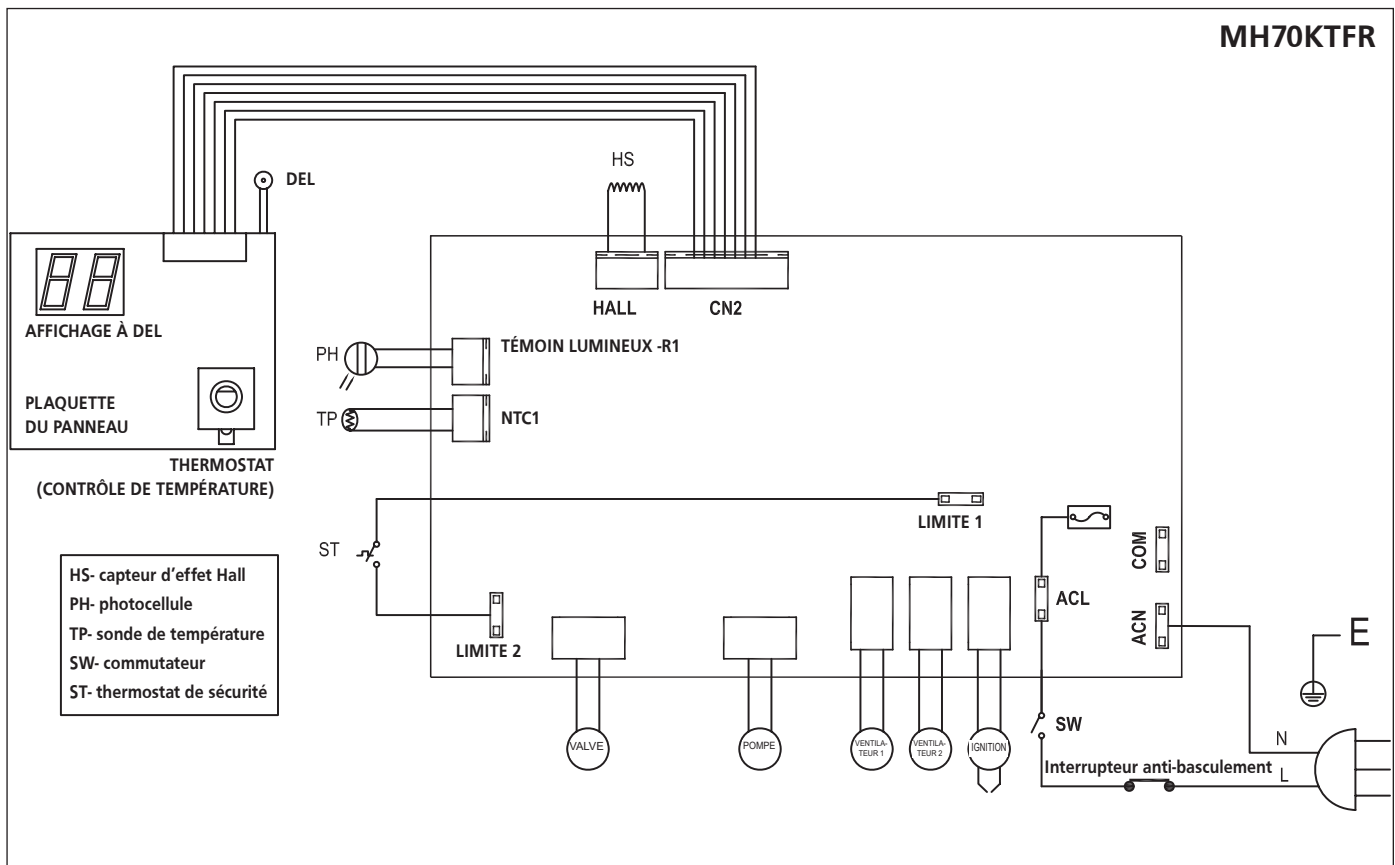 MH70KTFR
HS
DEL
HALL
CN2
AFFICHAGE À DEL
PLAQUETTE
DU PANNEAU
THERMOSTAT
(CONTRÔLE DE TEMPÉRATURE)
PH
TÉMOIN LUMINEUX -R1
TP
NTC1
LIMITE 1
ST
LIMITE 2
HS- capteur d’effet Hall
PH- photocellule
TP- sonde de température
SW- commutateur
ST- thermostat de sécurité
COM
ACL
ACN
E
VALVE
POMPE
VENTILA-
TEUR 1
VENTILA-
TEUR 2
IGNITION
SW
N
Interrupteur anti-basculement
L